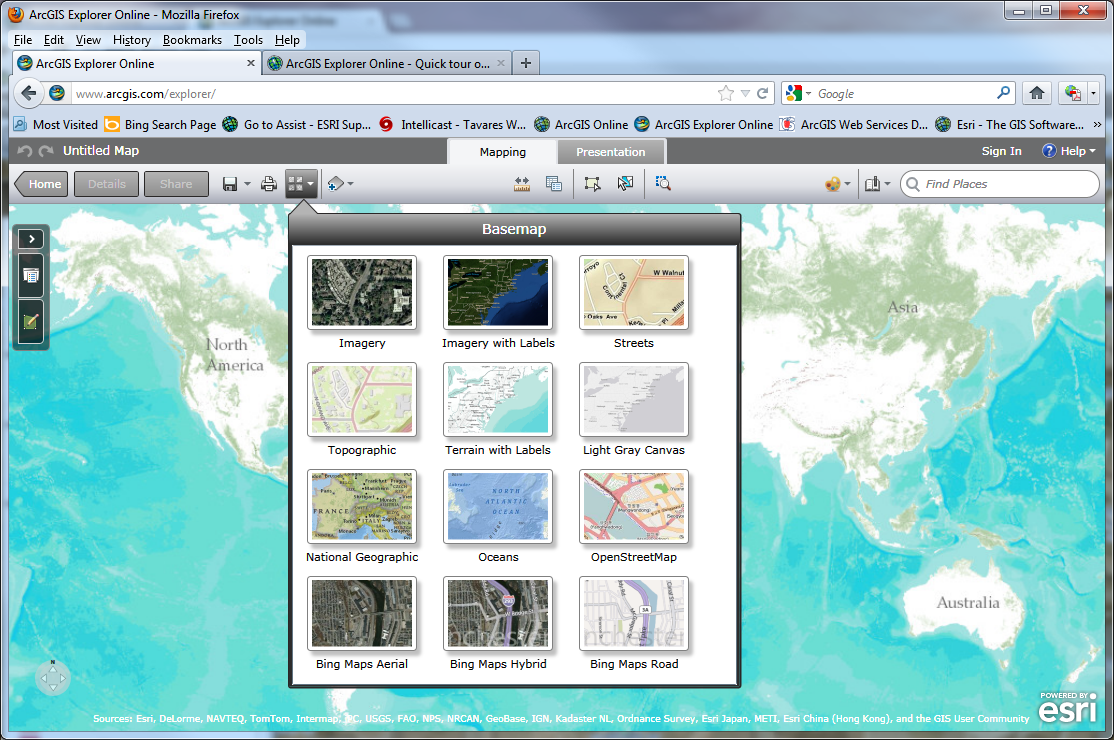 ArcGIS Explorer Online - Mozilla Firefox
File Edit View History Bookmarks Tools Help
ArcGIS Explorer Online
ArcGIS Explorer Online - Quick tour o...
www.arcgis.com/explorer/
Google
Most Visited
Bing Search Page
Go to Assist - ESRI Sup...
Intellicast - Tavares W...
ArcGIS Online
ArcGIS Explorer Online
ArcGIS Web Services D...
Esri - The GIS Software...
Untitled Map
Mapping
Presentation
Sign In
Help
Home
Details
Share
Find Places
Basemap
Imagery
Imagery with Labels
W Walnut
Streets
Topographic
Terrain with Labels
Light Gray Canvas
FRANCE
ITALY
National Geographic
NORTH
ATLANTIC
OCEAN
Oceans
OpenStreetMap
Bing Maps Aerial
Bing Maps Hybrid
Bing Maps Road
North
America
Asia
Australia
N
Sources: Esri, DeLorme, NAVTEQ, TomTom, Intermap, iPC, USGS, FAO, NPS, NRCAN, GeoBase, IGN, Kadaster NL, Ordnance Survey, Esri Japan, METI, Esri China (Hong Kong), and the GIS User Community
POWERED BY
esri